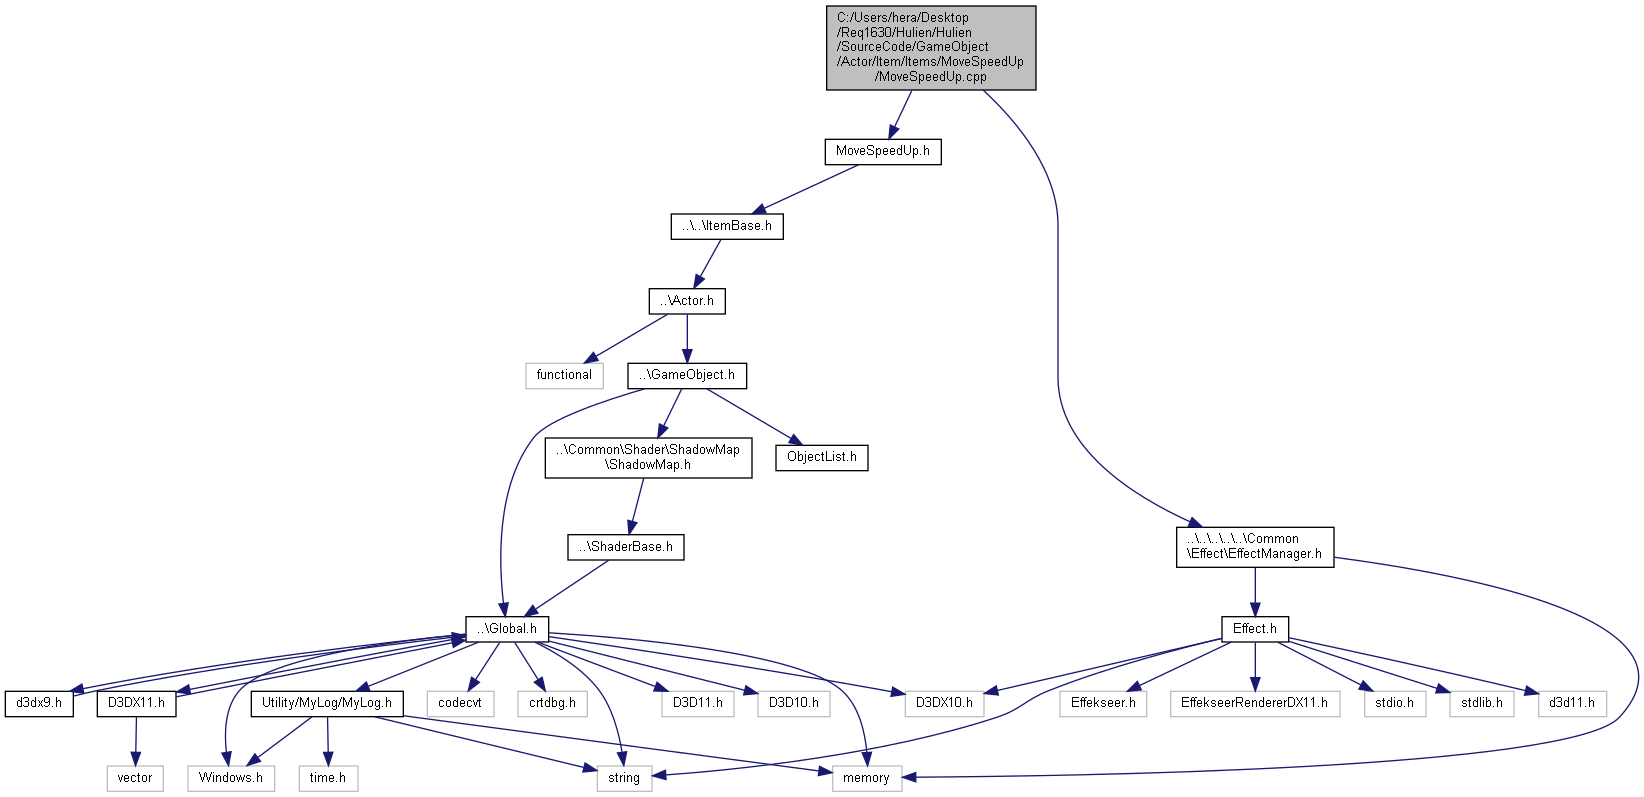 C:/Users/hera/Desktop
/Req1630/Hulien/Hulien
/SourceCode/GameObject
/Actor/Item/Items/MoveSpeedUp
/MoveSpeedUp.cpp
MoveSpeedUp.h
..\..\ItemBase.h
..\Actor.h
functional
..\GameObject.h
..\Common\Shader\ShadowMap
\ShadowMap.h
ObjectList.h
..\ShaderBase.h
..\..\..\..\..\Common
\Effect\EffectManager.h
..\Global.h
Effect.h
d3dx9.h
D3DX11.h
Utility/MyLog/MyLog.h
codecvt
crtdbg.h
D3D11.h
D3D10.h
D3DX10.h
Effekseer.h
EffekseerRendererDX11.h
stdio.h
stdlib.h
d3d11.h
vector
Windows.h
time.h
string
memory